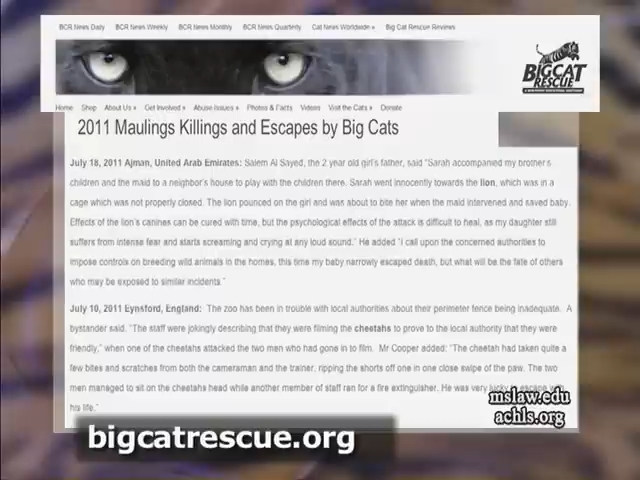 BCR News Daily BCR News Weekly BCR News Monthly BCR News Quarterly Cat News Worldwide » Big Cat Rescue Reviews
BIGCAT
RESCUE
Home Shop About Us » Get Involved » Abuse Issues » Photos & Facts Videos Visit the Cats » Donate
2011 Maulings Killings and Escapes by Big Cats
July 18, 2011 Ajman, United Arab Emirates: Salem Al Sayed, the 2 year old girl's father, said "Sarah accompanied my brother's
children and the maid to a neighbor's house to play with the children there. Sarah went innocently towards the lion, which was in a
cage which was not properly closed. The lion pounced on the girl and was about to bite her when the maid intervened and saved baby.
Effects of the lion's canines can be cured with time, but the psychological effects of the attack is difficult to heal, as my daughter still
suffers from intense fear and starts screaming and crying at any loud sound." He added "I call upon the concerned authorities to
impose controls on breeding wild animals in the homes, this time my baby narrowly escaped death, but what will be the fate of others
who may be exposed to similar incidents."
July 10, 2011 Eynsford, England: The zoo has been in trouble with local authorities about their perimeter fence being inadequate. A
bystander said. "The staff were jokingly describing that they were filming the cheetahs to prove to the local authority that they were
friendly," when one of the cheetahs attacked the two men who had gone in to film. Mr Cooper added: "The cheetah had taken quite a
few bites and scratches from both the cameraman and the trainer, ripping the shorts off one in one close swipe of the paw. The two
men managed to sit on the cheetahs head while another member of staff ran for a fire extinguisher. He was very lucky to escape with
his life."
mslaw.edu
achls.org
bigcatrescue.org